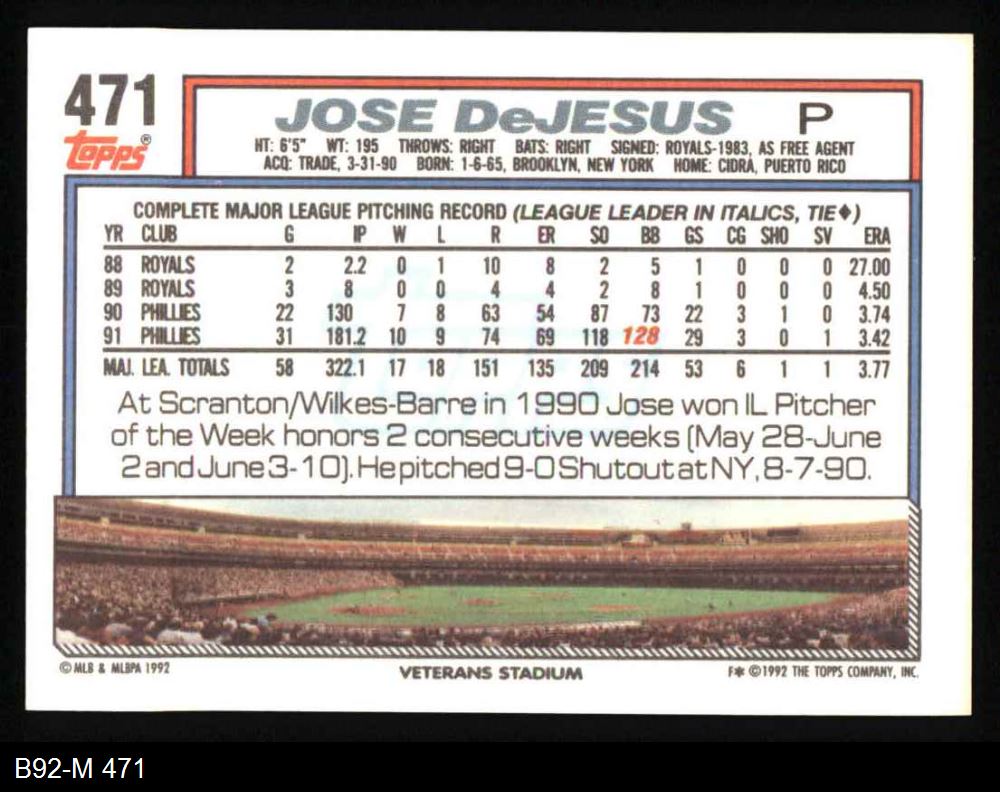 471
JOSE DeJESUS P
topps®
HT: 6'5" WT: 195 THROWS: RIGHT BATS: RIGHT SIGNED: ROYALS-1983, AS FREE AGENT
ACQ: TRADE, 3-31-90 BORN: 1-6-65, BROOKLYN, NEW YORK HOME: CIDRA, PUERTO RICO
COMPLETE MAJOR LEAGUE PITCHING RECORD (LEAGUE LEADER IN ITALICS, TIE♦)
YR CLUB G IP W L R ER SO BB GS CG SHO SV ERA
88 ROYALS 2 2.2 0 1 10 8 2 5 1 0 0 0 27.00
89 ROYALS 3 8 0 0 4 4 2 8 1 0 0 0 4.50
90 PHILLIES 22 130 7 8 63 54 87 73 22 3 1 0 3.74
91 PHILLIES 31 181.2 10 9 74 69 118 128 29 3 0 1 3.42
MAJ. LEA. TOTALS 58 322.1 17 18 151 135 209 214 53 6 1 1 3.77
At Scranton/Wilkes-Barre in 1990 Jose won IL Pitcher
of the Week honors 2 consecutive weeks (May 28-June
2 and June 3-10). He pitched 9-0 Shutout at NY, 8-7-90.
© MLB & MLBPA 1992
VETERANS STADIUM
F✱ © 1992 THE TOPPS COMPANY, INC.
B92-M 471